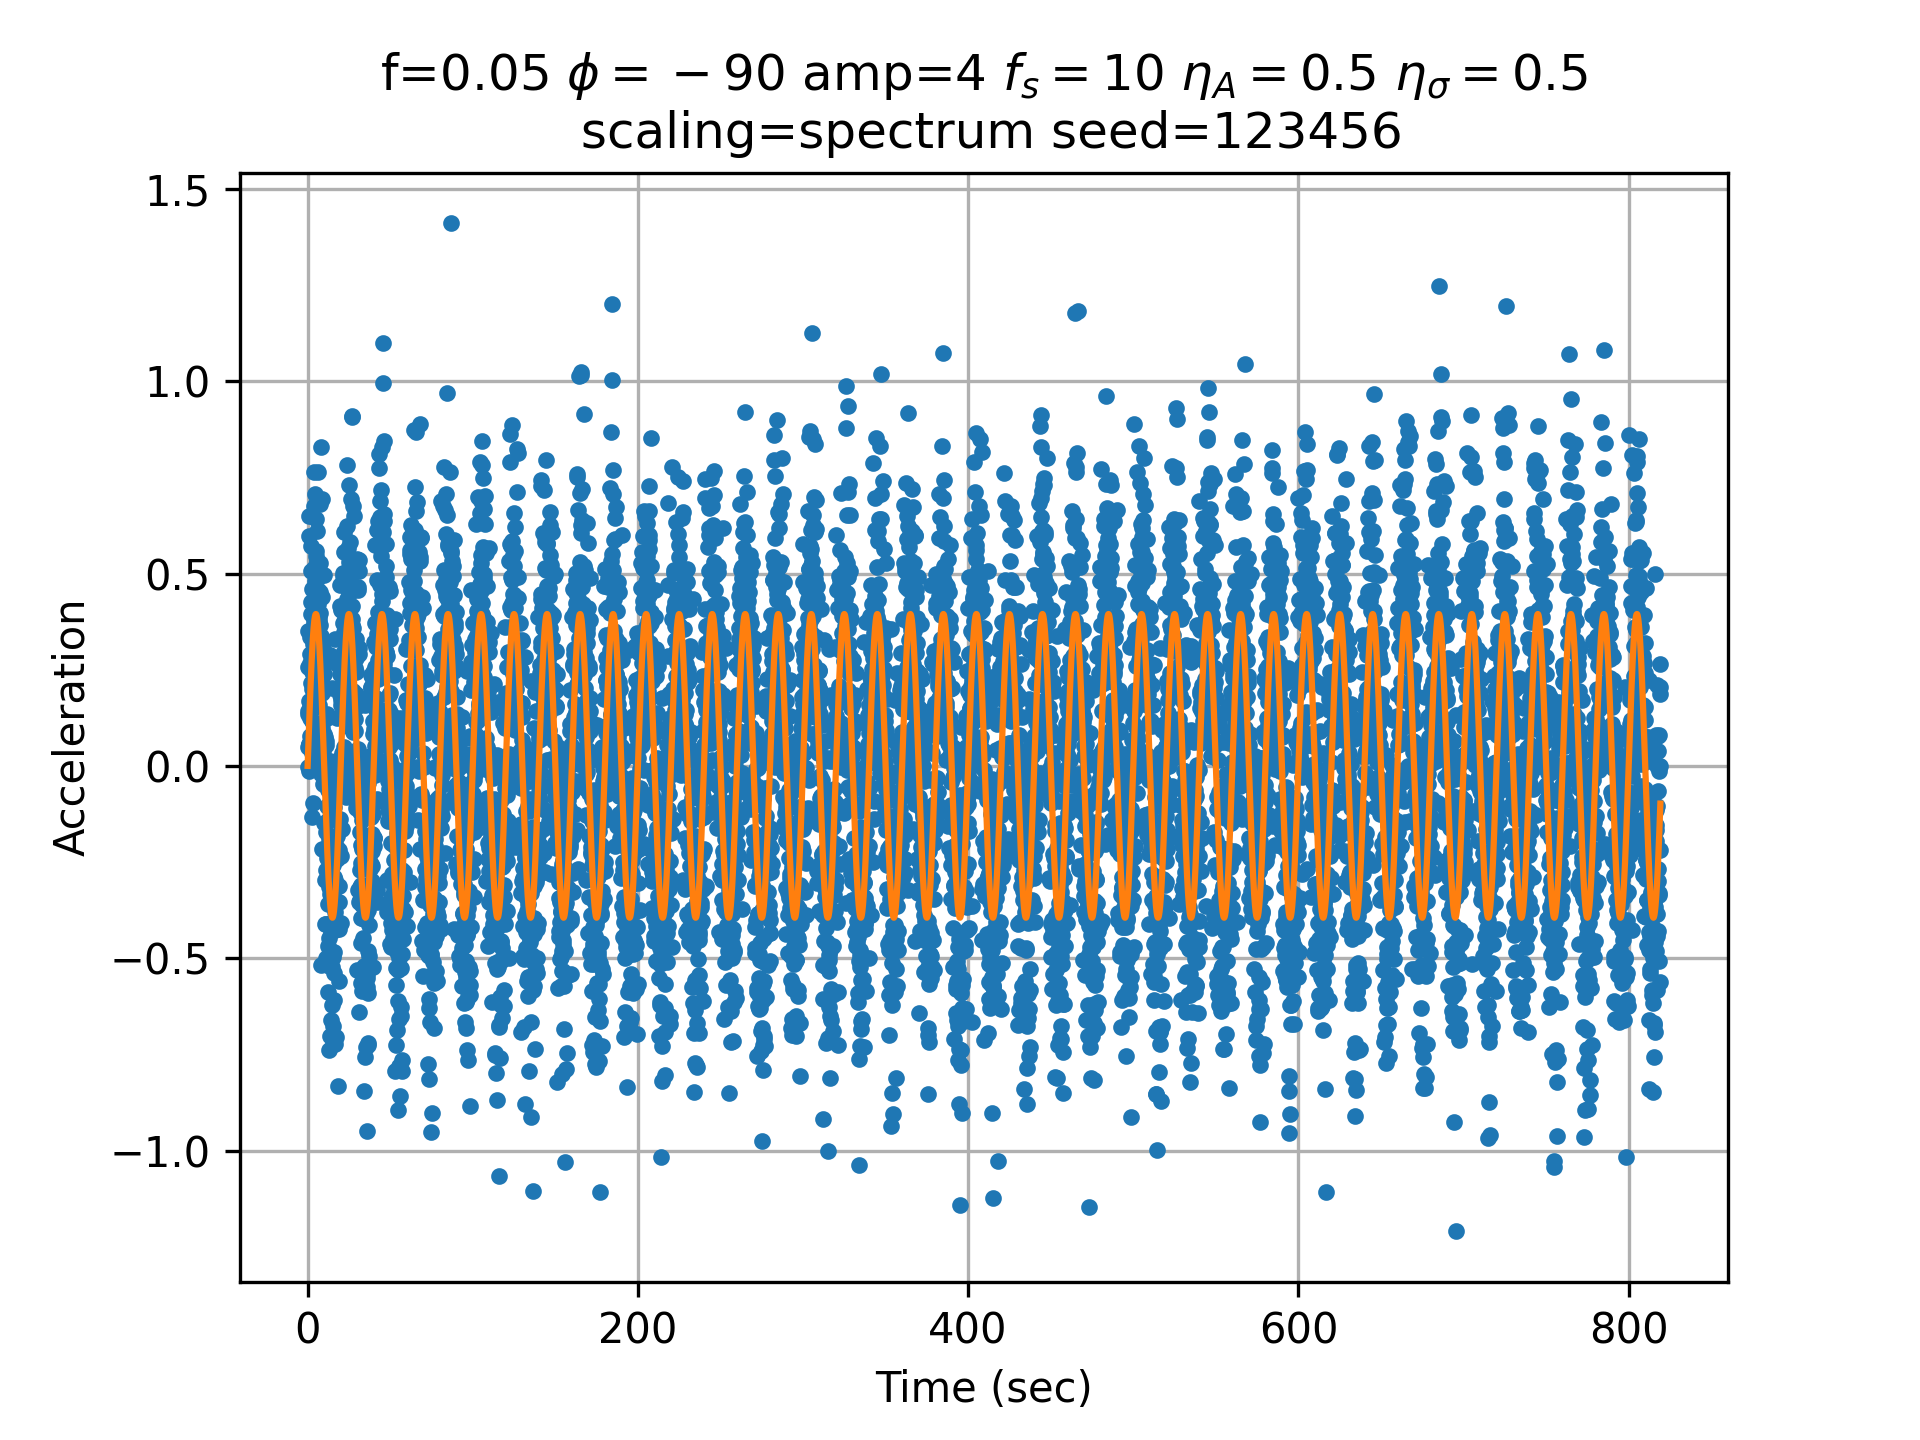 f=0.05 ϕ = −90 amp=4 fₛ = 10 η_A = 0.5 η_σ = 0.5
scaling=spectrum seed=123456
1.5
1.0
0.5
0.0
−0.5
−1.0
Acceleration
0 200 400 600 800
Time (sec)